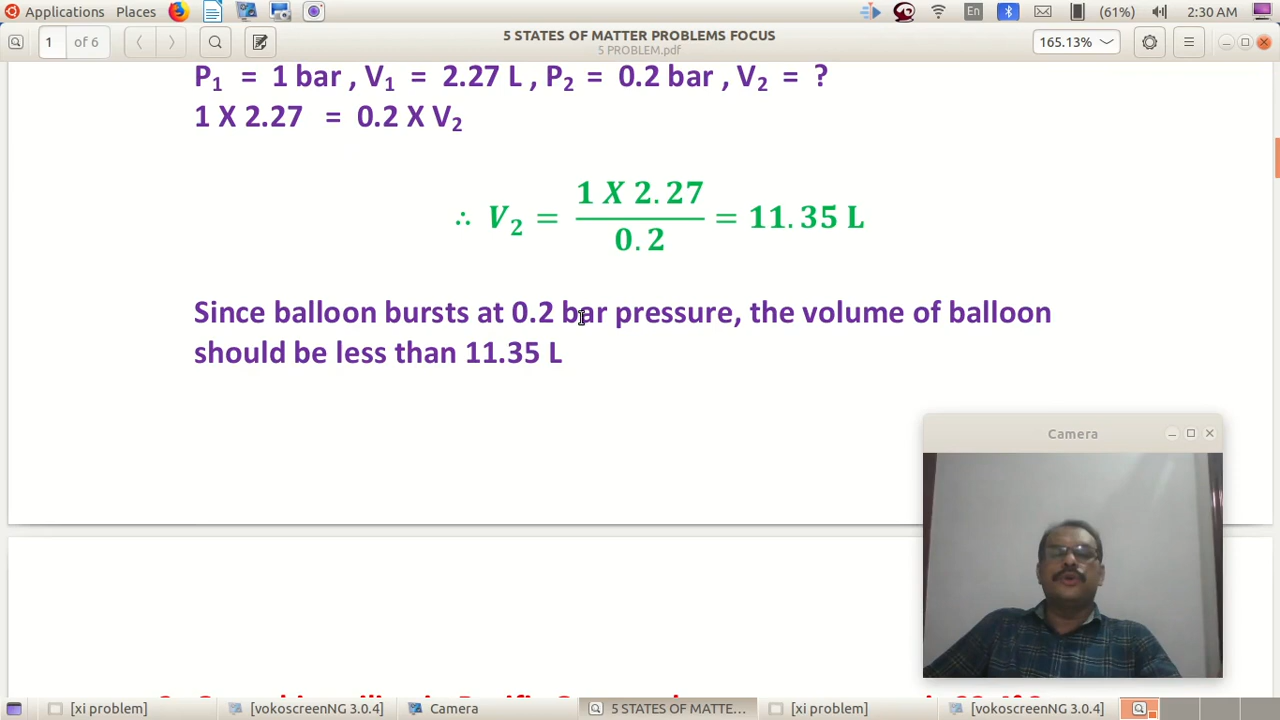 Applications Places En (61%) 2:30 AM
1 of 6 5 STATES OF MATTER PROBLEMS FOCUS 165.13%
5 PROBLEM.pdf
P₁ = 1 bar , V₁ = 2.27 L , P₂ = 0.2 bar , V₂ = ?
1 X 2.27 = 0.2 X V₂
∴ V₂ = 1 X 2.27 / 0.2 = 11.35 L
Since balloon bursts at 0.2 bar pressure, the volume of balloon
should be less than 11.35 L
Camera
[xi problem] [vokoscreenNG 3.0.4] Camera 5 STATES OF MATTE... [xi problem] [vokoscreenNG 3.0.4]